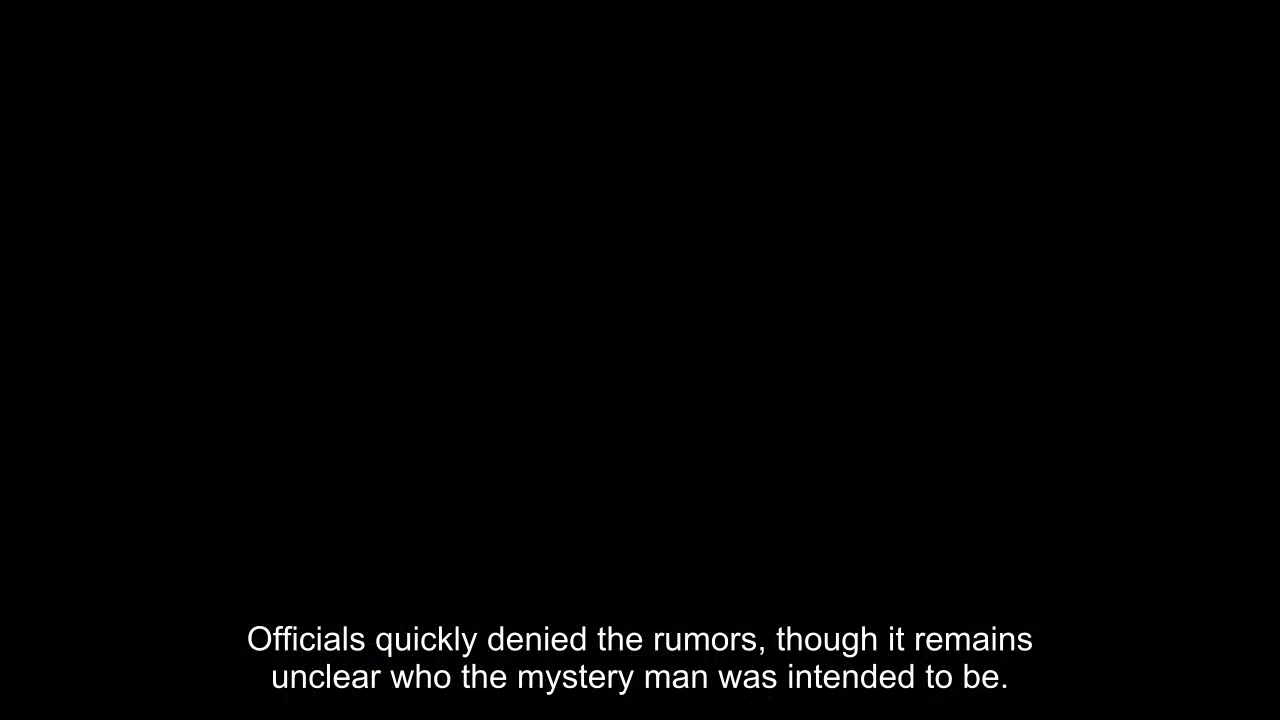 Officials quickly denied the rumors, though it remains
unclear who the mystery man was intended to be.